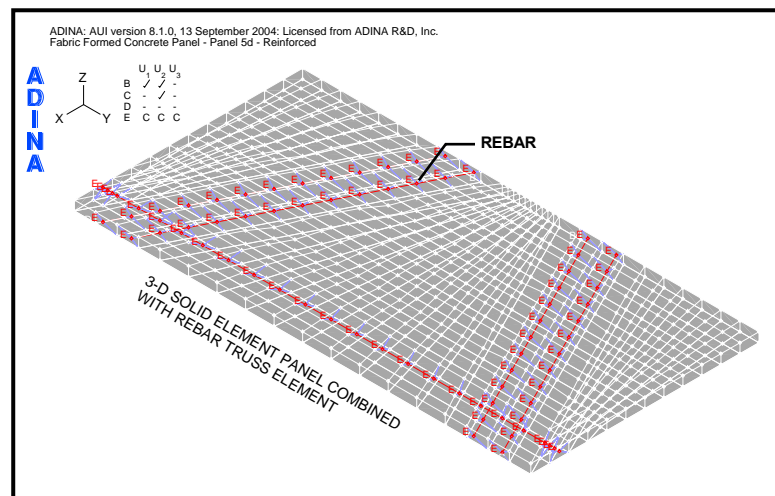 ADINA: AUI version 8.1.0, 13 September 2004: Licensed from ADINA R&D, Inc.
Fabric Formed Concrete Panel - Panel 5d - Reinforced
ADINA
Z
X Y
U1 U2 U3
B ✓ ✓ -
C - ✓ -
D - - -
E C C C
REBAR
3-D SOLID ELEMENT PANEL COMBINED
WITH REBAR TRUSS ELEMENT